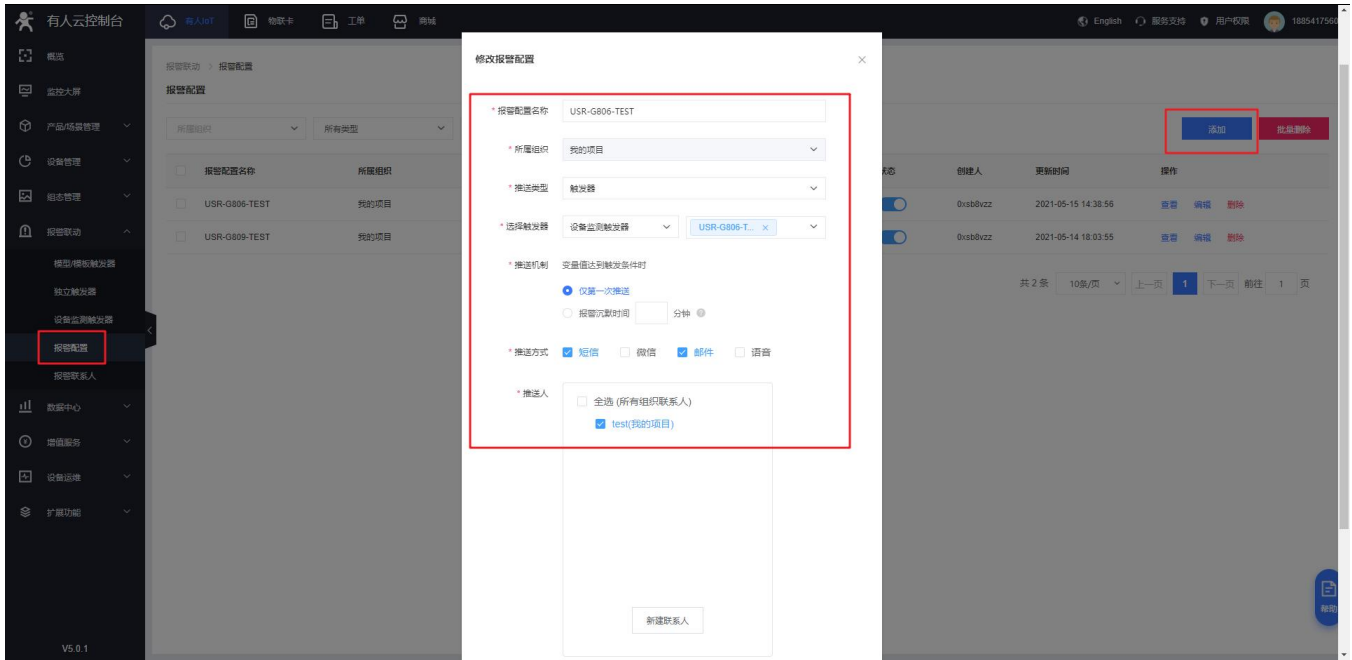 有人云控制台
有人IoT 物联卡 工单 商城
English 服务支持 用户权限 1885417560
概览
监控大屏
产品/场景管理
设备管理
组态管理
报警联动
模型/模板触发器
独立触发器
设备监测触发器
报警配置
报警联系人
数据中心
增值服务
设备运维
扩展功能
V5.0.1
报警联动 > 报警配置
报警配置
所属组织 所有类型
添加 批量删除
报警配置名称 所属组织 状态 创建人 更新时间 操作
USR-G806-TEST 我的项目 0xsb8vzz 2021-05-15 14:38:56 查看 编辑 删除
USR-G809-TEST 我的项目 0xsb8vzz 2021-05-14 18:03:55 查看 编辑 删除
共 2 条 10条/页 上一页 1 下一页 前往 1 页
修改报警配置
* 报警配置名称 USR-G806-TEST
* 所属组织 我的项目
* 推送类型 触发器
* 选择触发器 设备监测触发器 USR-G806-T... ×
* 推送机制 变量值达到触发条件时
仅第一次推送
报警沉默时间 分钟
* 推送方式 短信 微信 邮件 语音
* 推送人
全选 (所有组织联系人)
test(我的项目)
新建联系人
帮助